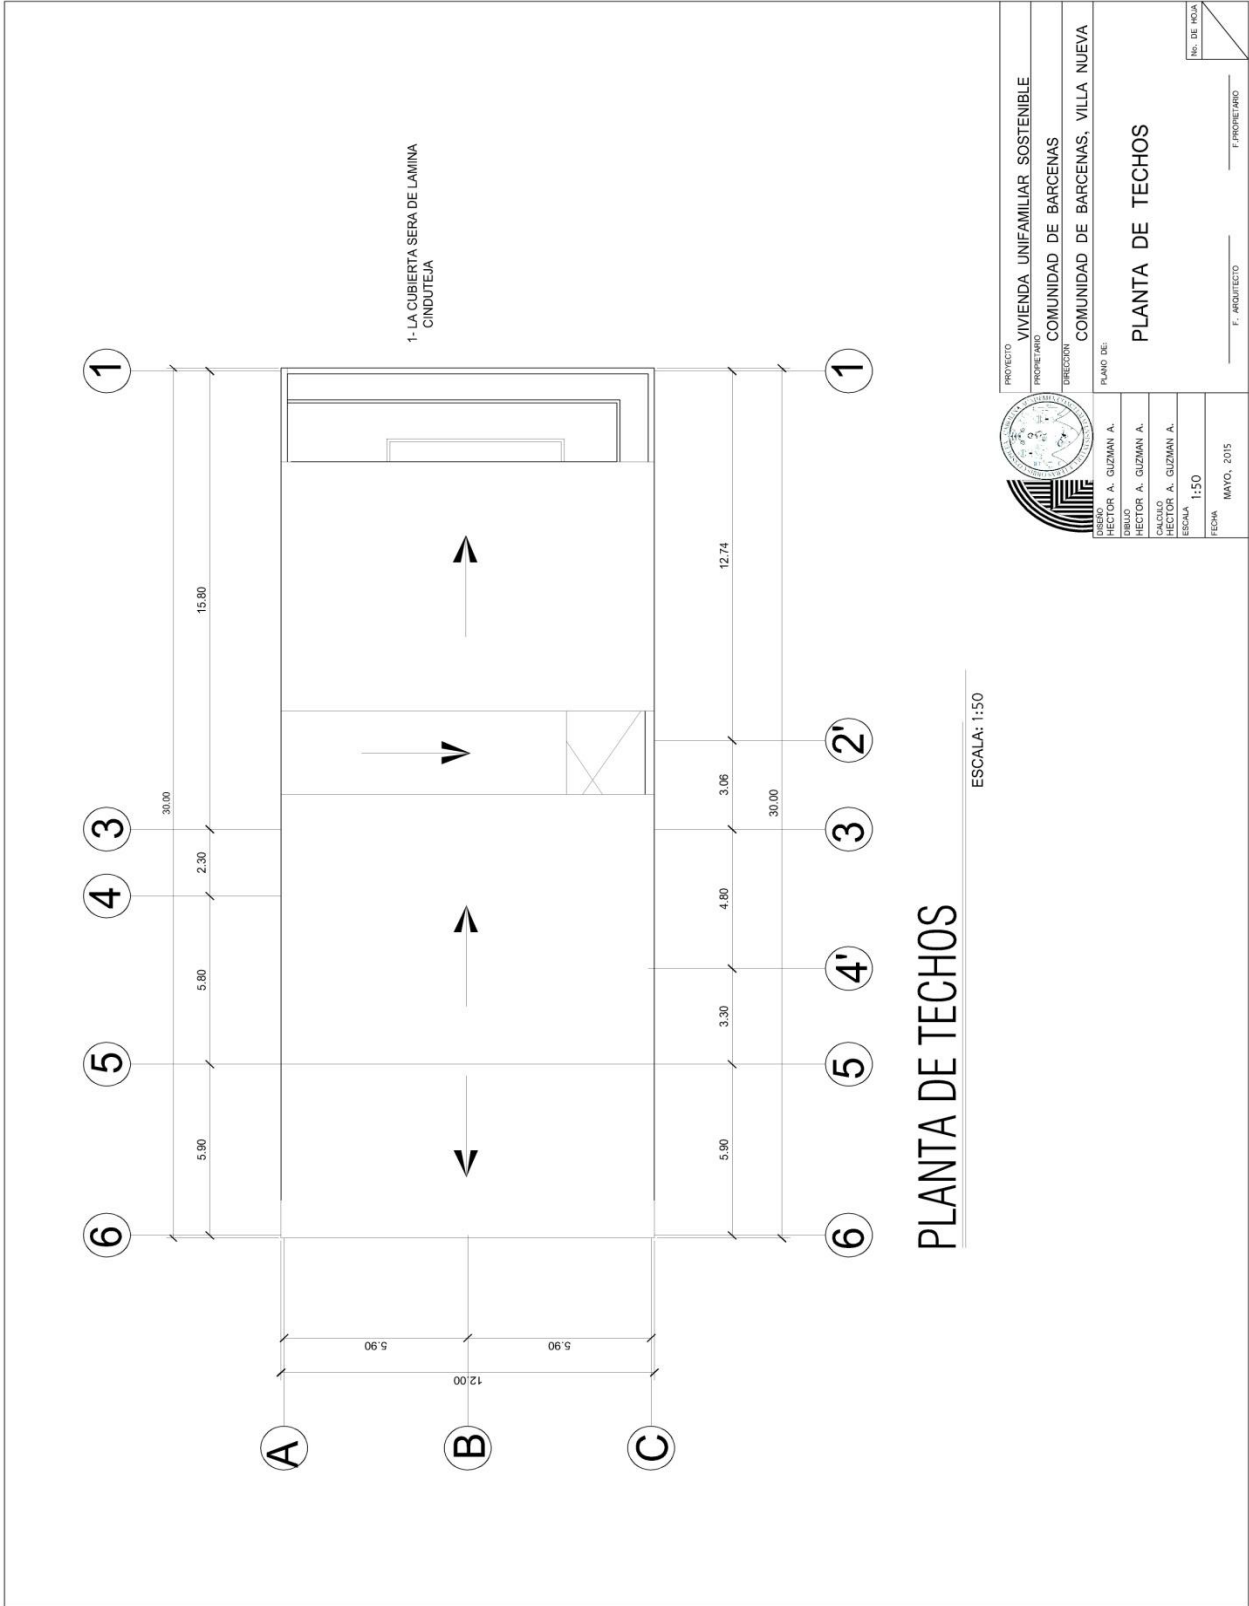 6
5
4
3
1
30.00
5.90
5.80
2.30
15.80
A
B
C
5.90
5.90
12.00
1- LA CUBIERTA SERA DE LAMINA
CINDUTEJA
5.90
3.30
4.80
3.06
12.74
30.00
6
5
4'
3
2'
1
PLANTA DE TECHOS
ESCALA: 1:50
PROYECTO
VIVIENDA UNIFAMILIAR SOSTENIBLE
PROPIETARIO
COMUNIDAD DE BARCENAS
DIRECCION
COMUNIDAD DE BARCENAS, VILLA NUEVA
DISEÑO
HECTOR A. GUZMAN A.
DIBUJO
HECTOR A. GUZMAN A.
CALCULO
HECTOR A. GUZMAN A.
ESCALA
1:50
FECHA
MAYO, 2015
PLANO DE:
PLANTA DE TECHOS
F. ARQUITECTO
F.PROPIETARIO
No. DE HOJA